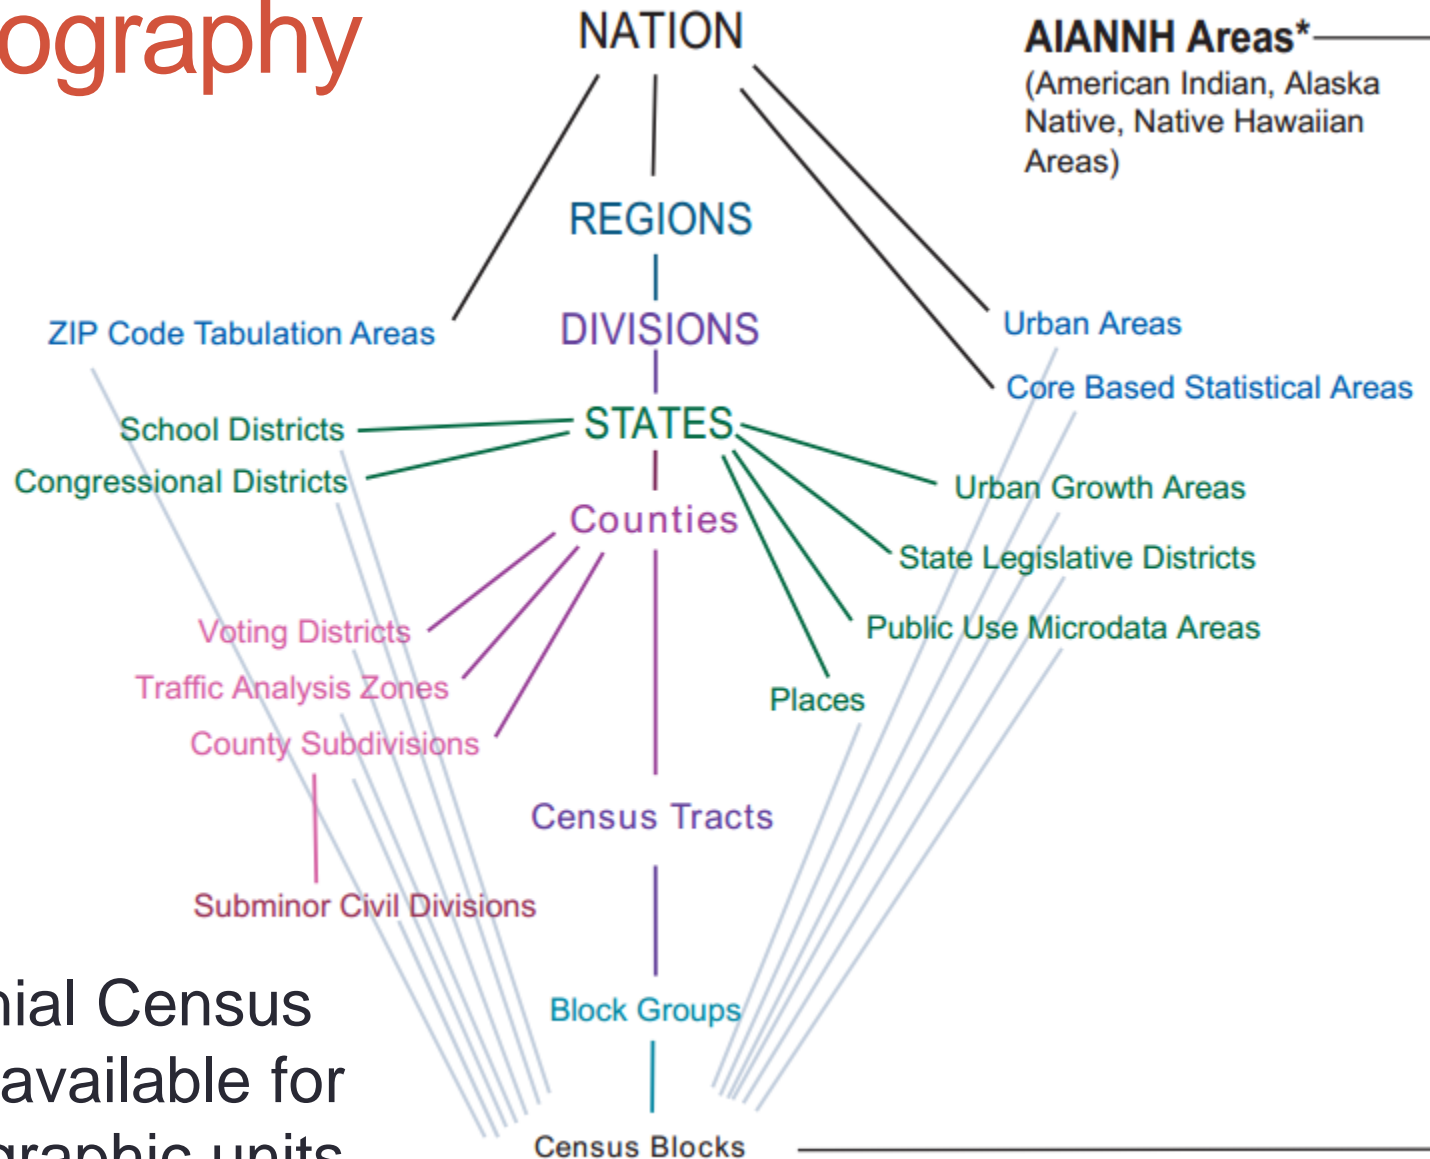 ography
NATION
AIANNH Areas*
(American Indian, Alaska
Native, Native Hawaiian
Areas)
REGIONS
ZIP Code Tabulation Areas
DIVISIONS
Urban Areas
Core Based Statistical Areas
School Districts
STATES
Congressional Districts
Urban Growth Areas
Counties
State Legislative Districts
Voting Districts
Public Use Microdata Areas
Traffic Analysis Zones
Places
County Subdivisions
Census Tracts
Subminor Civil Divisions
nial Census
available for
graphic units
Block Groups
Census Blocks